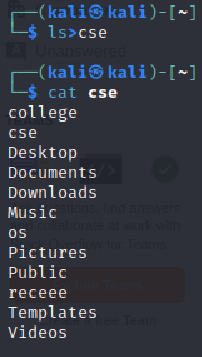 ┌──(kali㉿kali)-[~]
└─$ ls>cse
┌──(kali㉿kali)-[~]
└─$ cat cse
college
cse
Desktop
Documents
Downloads
Music
os
Pictures
Public
receee
Templates
Videos